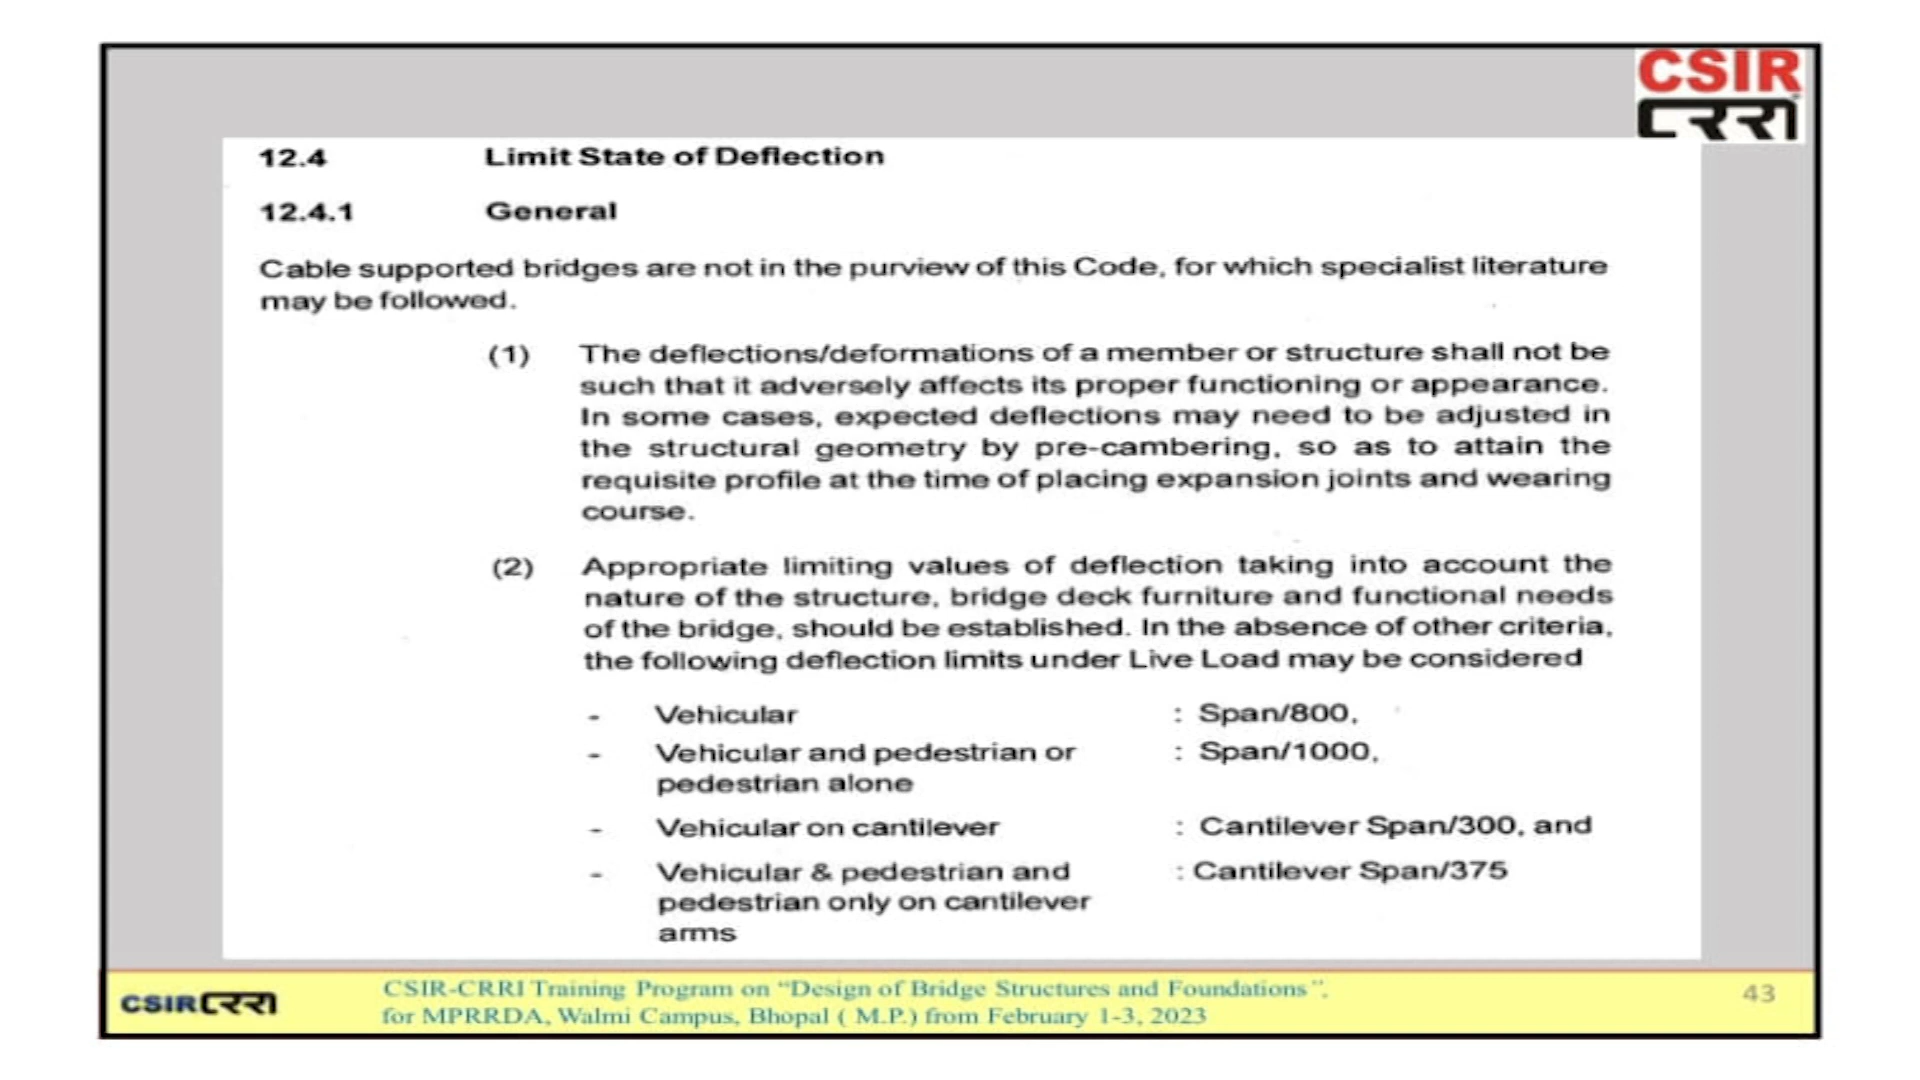 CSIR
CRRI
12.4 Limit State of Deflection
12.4.1 General
Cable supported bridges are not in the purview of this Code, for which specialist literature
may be followed.
(1) The deflections/deformations of a member or structure shall not be
such that it adversely affects its proper functioning or appearance.
In some cases, expected deflections may need to be adjusted in
the structural geometry by pre-cambering, so as to attain the
requisite profile at the time of placing expansion joints and wearing
course.
(2) Appropriate limiting values of deflection taking into account the
nature of the structure, bridge deck furniture and functional needs
of the bridge, should be established. In the absence of other criteria,
the following deflection limits under Live Load may be considered
- Vehicular : Span/800,
- Vehicular and pedestrian or : Span/1000,
pedestrian alone
- Vehicular on cantilever : Cantilever Span/300, and
- Vehicular & pedestrian and : Cantilever Span/375
pedestrian only on cantilever
arms
CSIR CRRI
CSIR-CRRI Training Program on “Design of Bridge Structures and Foundations”.
for MPRRDA, Walmi Campus, Bhopal ( M.P.) from February 1-3, 2023
43